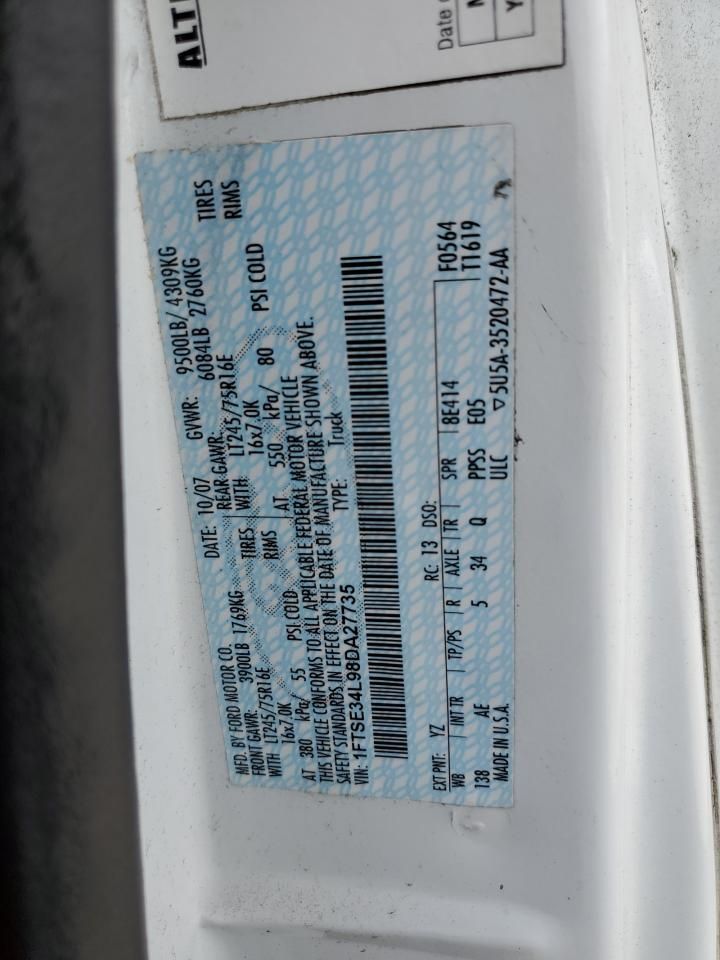 ALT
Date
N
Y
MFD. BY FORD MOTOR CO. DATE: 10/07 GVWR: 9500LB/ 4309KG
FRONT GAWR: 3900LB 1769KG REAR GAWR: 6084LB 2760KG
WITH LT245/75R16E TIRES WITH LT245/75R16E TIRES
16x7.0K RIMS 16x7.0K RIMS
AT 380 kPa/ 55 PSI COLD AT 550 kPa/ 80 PSI COLD
THIS VEHICLE CONFORMS TO ALL APPLICABLE FEDERAL MOTOR VEHICLE
SAFETY STANDARDS IN EFFECT ON THE DATE OF MANUFACTURE SHOWN ABOVE.
VIN: 1FTSE34L98DA27735 TYPE: Truck
EXT PNT: YZ RC: 13 DSO: F0564
WB INT TR TP/PS R AXLE TR SPR 8E414 T1619
138 AE 5 34 Q PPSS E05
MADE IN U.S.A. ULC ▽5U5A-3520472-AA